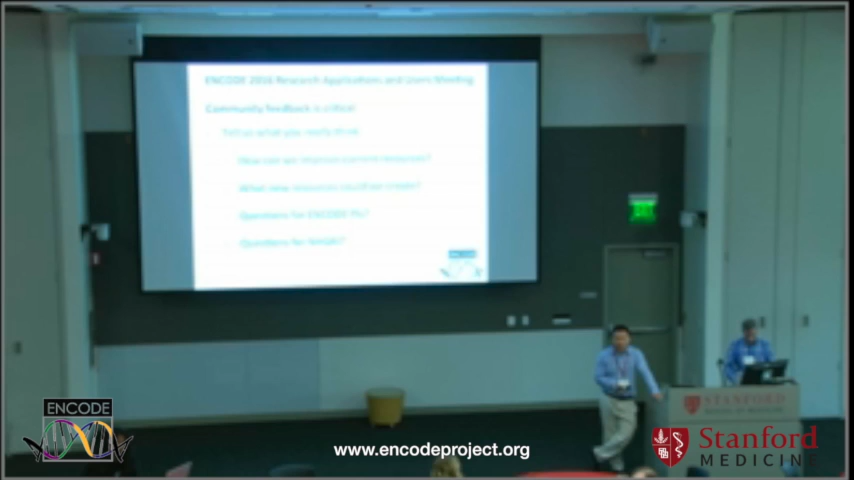 ENCODE 2016 Research Applications and Users Meeting
Community feedback is critical
Tell us what you really think
How can we improve current resources?
What new resources could we create?
Questions for ENCODE PIs?
Questions for NHGRI?
STANFORD
ENCODE
www.encodeproject.org
Stanford
MEDICINE